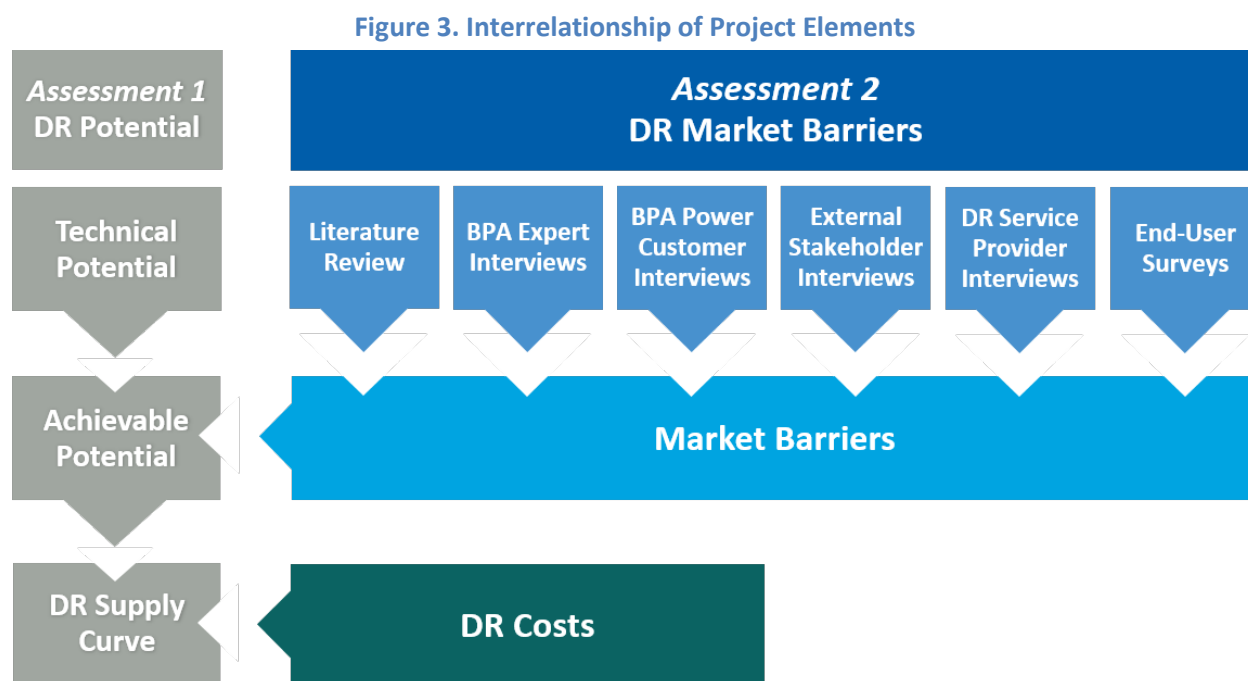 Figure 3. Interrelationship of Project Elements
Assessment 1
DR Potential
Assessment 2
DR Market Barriers
Technical
Potential
Literature
Review
BPA Expert
Interviews
BPA Power
Customer
Interviews
External
Stakeholder
Interviews
DR Service
Provider
Interviews
End-User
Surveys
Achievable
Potential
Market Barriers
DR Supply
Curve
DR Costs